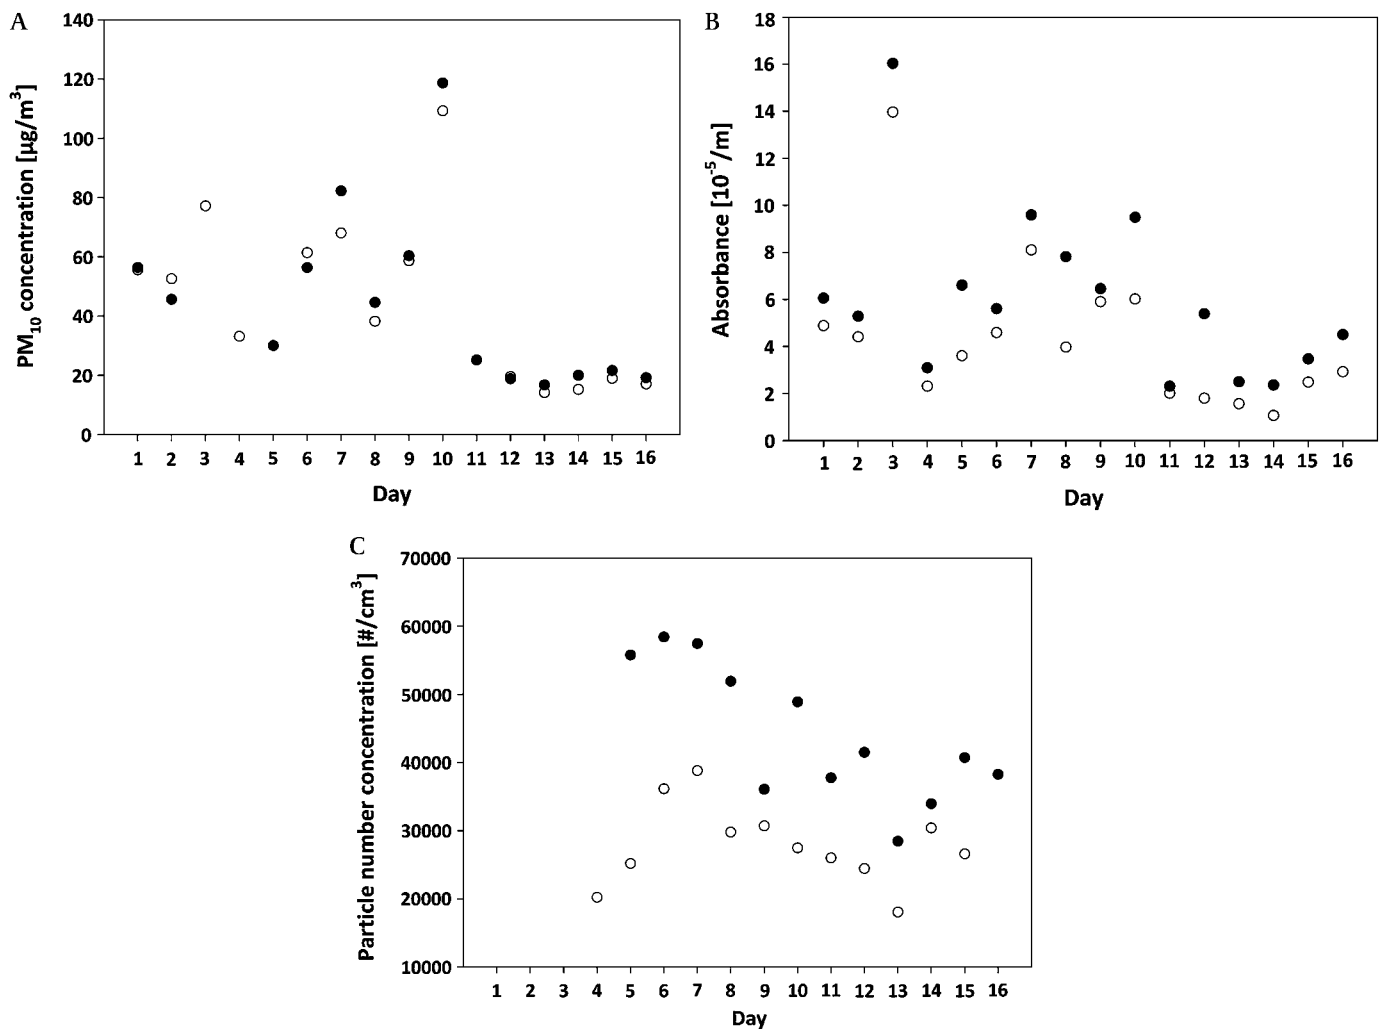 A
PM10 concentration [µg/m3]
140
120
100
80
60
40
20
0
1 2 3 4 5 6 7 8 9 10 11 12 13 14 15 16
Day
B
Absorbance [10-5/m]
18
16
14
12
10
8
6
4
2
0
1 2 3 4 5 6 7 8 9 10 11 12 13 14 15 16
Day
C
Particle number concentration [#/cm3]
70000
60000
50000
40000
30000
20000
10000
1 2 3 4 5 6 7 8 9 10 11 12 13 14 15 16
Day